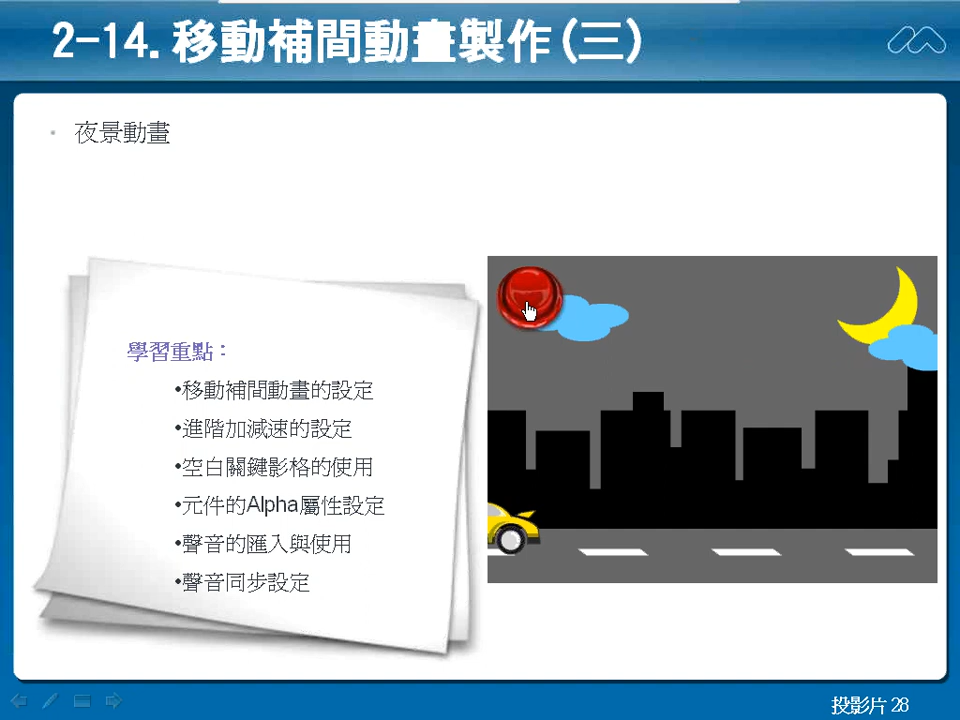 2-14.移動補間動畫製作(三)
• 夜景動畫
學習重點：
•移動補間動畫的設定
•進階加減速的設定
•空白關鍵影格的使用
•元件的Alpha屬性設定
•聲音的匯入與使用
•聲音同步設定
投影片 28